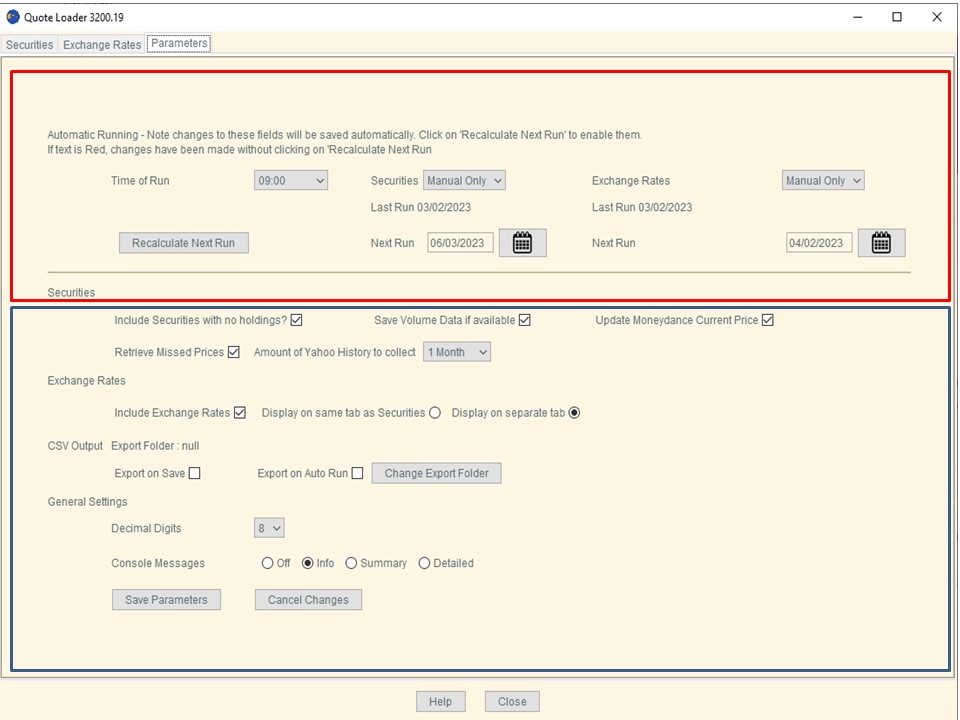 Quote Loader 3200.19
Securities Exchange Rates Parameters
Automatic Running - Note changes to these fields will be saved automatically. Click on 'Recalculate Next Run' to enable them.
If text is Red, changes have been made without clicking on 'Recalculate Next Run
Time of Run 09:00 Securities Manual Only Exchange Rates Manual Only
Last Run 03/02/2023 Last Run 03/02/2023
Recalculate Next Run Next Run 06/03/2023 Next Run 04/02/2023
Securities
Include Securities with no holdings? Save Volume Data if available Update Moneydance Current Price
Retrieve Missed Prices Amount of Yahoo History to collect 1 Month
Exchange Rates
Include Exchange Rates Display on same tab as Securities Display on separate tab
CSV Output Export Folder : null
Export on Save Export on Auto Run Change Export Folder
General Settings
Decimal Digits 8
Console Messages Off Info Summary Detailed
Save Parameters Cancel Changes
Help Close